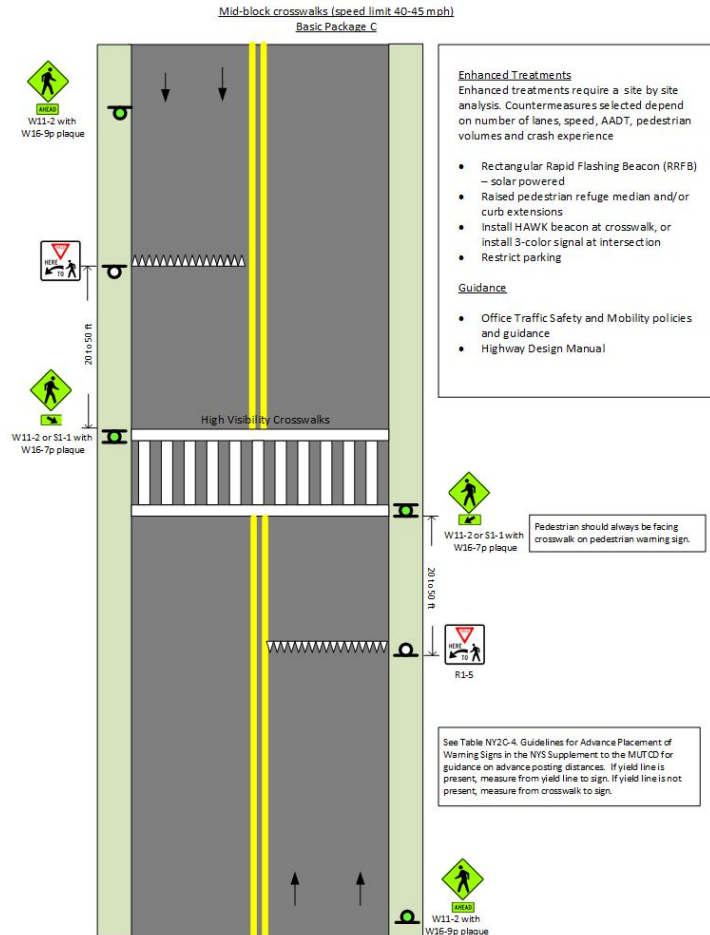 Mid-block crosswalks (speed limit 40-45 mph)
Basic Package C
AHEAD
W11-2 with
W16-9p plaque
HERE
TO
20 to 50 ft
W11-2 or S1-1 with
W16-7p plaque
High Visibility Crosswalks
Enhanced Treatments
Enhanced treatments require a site by site
analysis. Countermeasures selected depend
on number of lanes, speed, AADT, pedestrian
volumes and crash experience
• Rectangular Rapid Flashing Beacon (RRFB)
– solar powered
• Raised pedestrian refuge median and/or
curb extensions
• Install HAWK beacon at crosswalk, or
install 3-color signal at intersection
• Restrict parking
Guidance
• Office Traffic Safety and Mobility policies
and guidance
• Highway Design Manual
W11-2 or S1-1 with
W16-7p plaque
Pedestrian should always be facing
crosswalk on pedestrian warning sign.
20 to 50 ft
HERE
TO
R1-5
See Table NY2C-4. Guidelines for Advance Placement of
Warning Signs in the NYS Supplement to the MUTCD for
guidance on advance posting distances. If yield line is
present, measure from yield line to sign. If yield line is not
present, measure from crosswalk to sign.
AHEAD
W11-2 with
W16-9p plaque